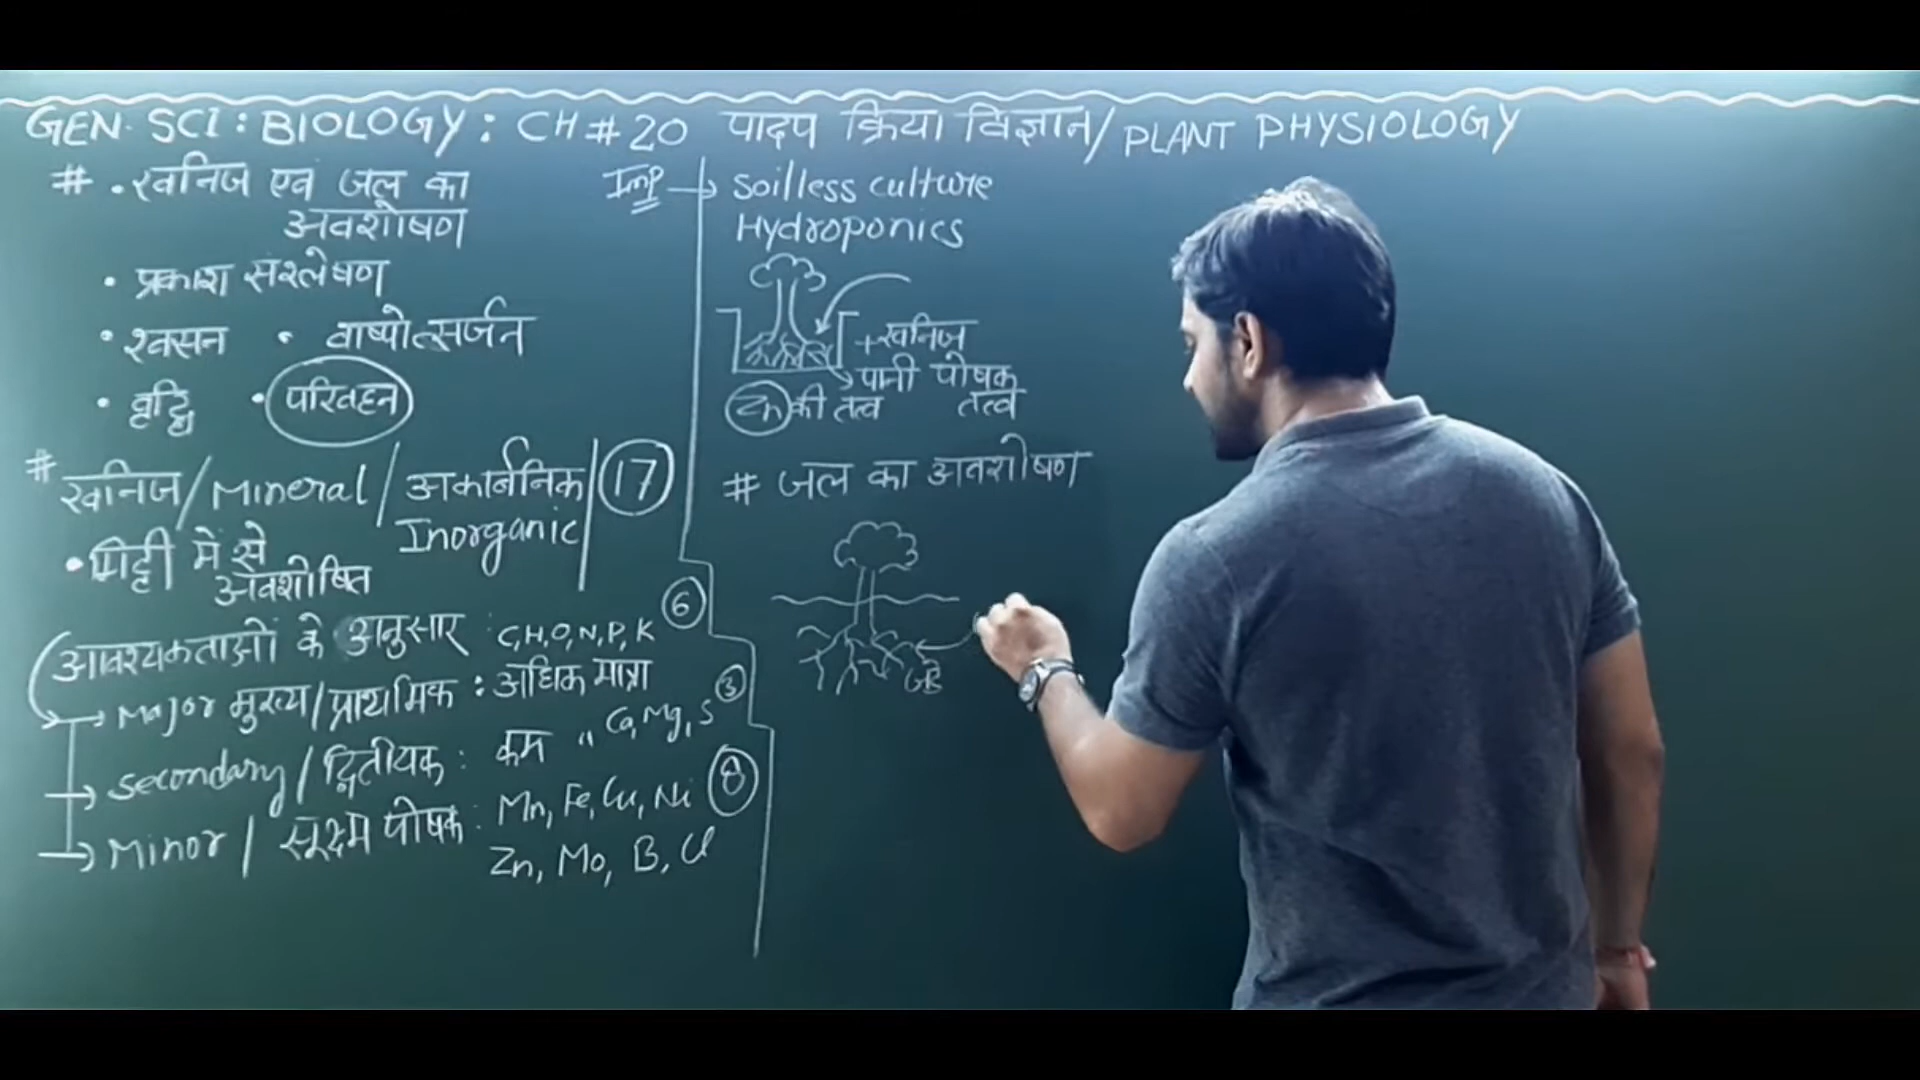 GEN. SCI : BIOLOGY : CH # 20 पादप क्रिया विज्ञान / PLANT PHYSIOLOGY
# • खनिज एवं जल का
अवशोषण
• प्रकाश संश्लेषण
• श्वसन • वाष्पोत्सर्जन
• वृद्धि • परिवहन
# खनिज / Mineral / अकार्बनिक 17
Inorganic
• मिट्टी में से
अवशोषित
आवश्यकताओं के अनुसार : C, H, O, N, P, K 6
→ Major मुख्य / प्राथमिक : अधिक मात्रा
→ Secondary / द्वितीयक : कम " Ca, Mg, S 3
→ Minor / सूक्ष्म पोषक : Mn, Fe, Cu, Ni 8
Zn, Mo, B, Cl
Imp → Soilless culture
Hydroponics
+ खनिज
→ पानी पोषक
Zn की तत्व तत्व
# जल का अवशोषण
जड़